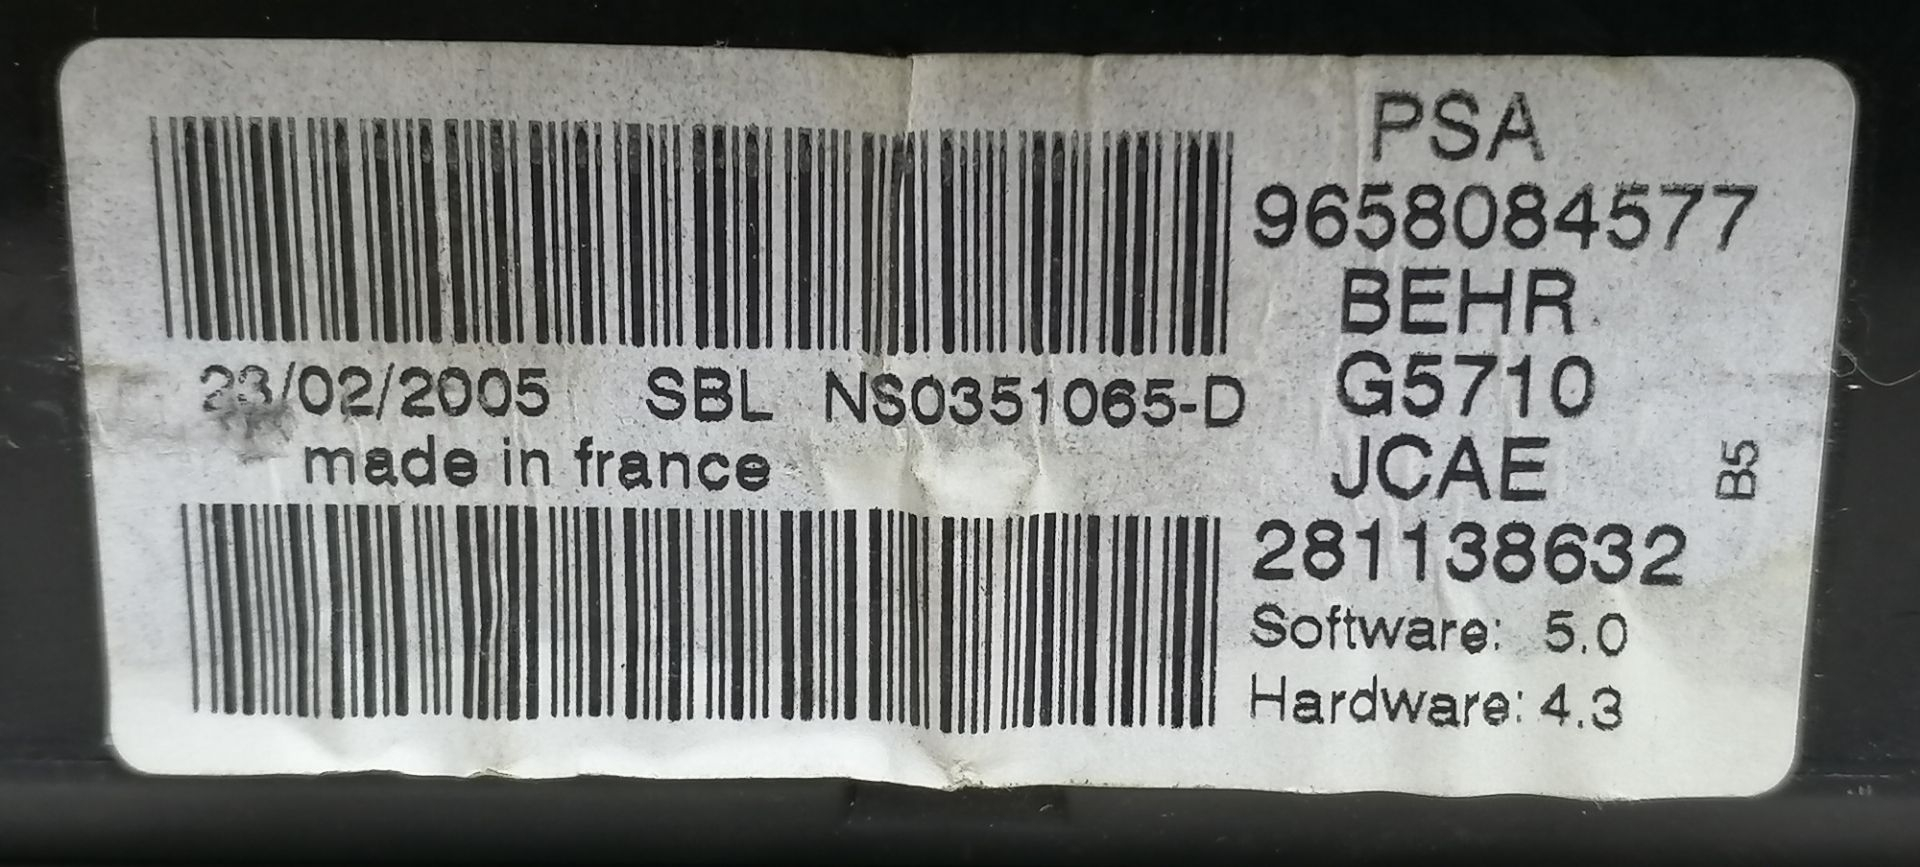 PSA
9658084577
BEHR
G5710
JCAE
B5
281138632
Software: 5.0
Hardware: 4.3
23/02/2005 SBL NS0351065-D
made in france